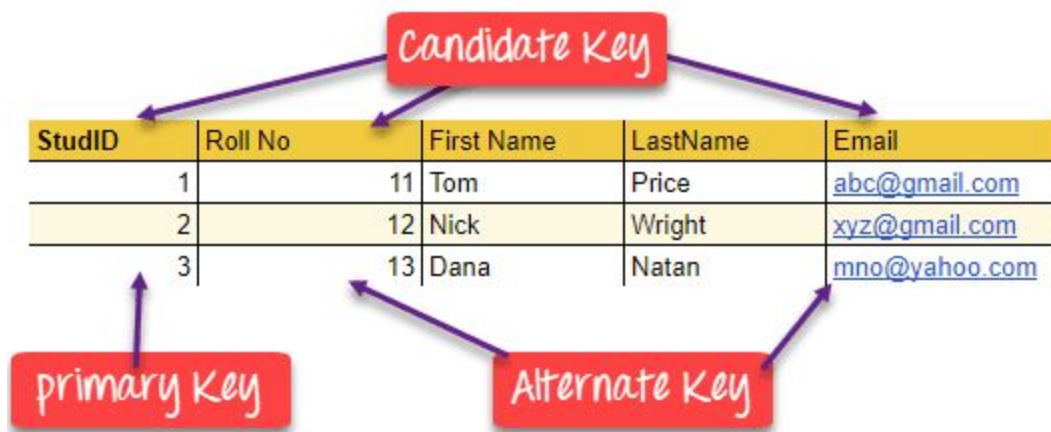 Candidate Key
StudID Roll No First Name LastName Email
1 11 Tom Price abc@gmail.com
2 12 Nick Wright xyz@gmail.com
3 13 Dana Natan mno@yahoo.com
primary Key Alternate Key